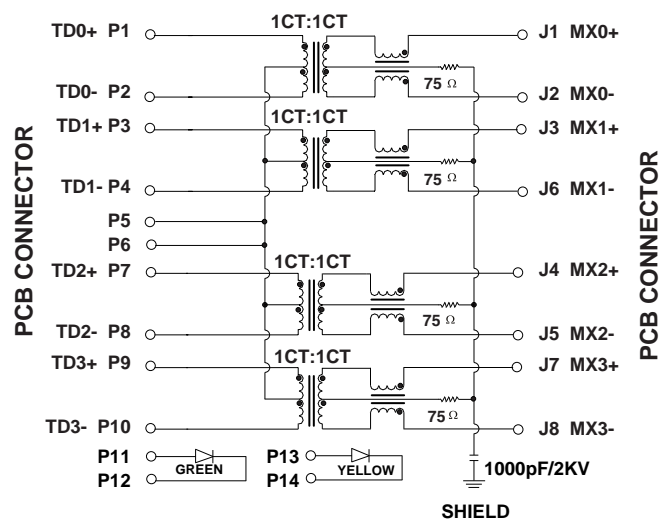 1CT:1CT
TD0+ P1
J1 MX0+
75 Ω
TD0- P2
J2 MX0-
1CT:1CT
TD1+ P3
J3 MX1+
75 Ω
TD1- P4
J6 MX1-
P5
P6
1CT:1CT
TD2+ P7
J4 MX2+
75 Ω
TD2- P8
J5 MX2-
1CT:1CT
TD3+ P9
J7 MX3+
75 Ω
TD3- P10
J8 MX3-
P11
GREEN
P12
P13
YELLOW
P14
1000pF/2KV
SHIELD
PCB CONNECTOR
PCB CONNECTOR